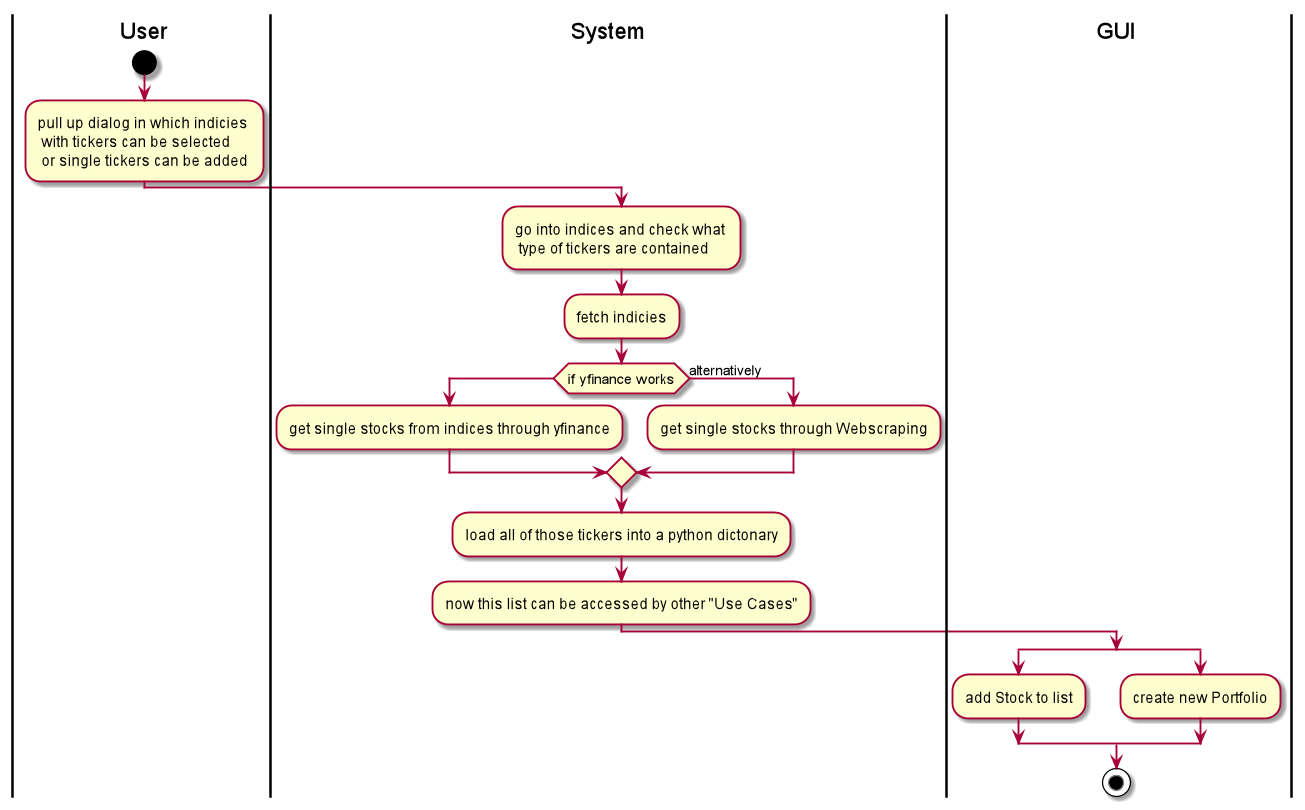 User
System
GUI
pull up dialog in which indicies
with tickers can be selected
or single tickers can be added
go into indices and check what
type of tickers are contained
fetch indicies
if yfinance works
alternatively
get single stocks from indices through yfinance
get single stocks through Webscraping
load all of those tickers into a python dictonary
now this list can be accessed by other "Use Cases"
add Stock to list
create new Portfolio